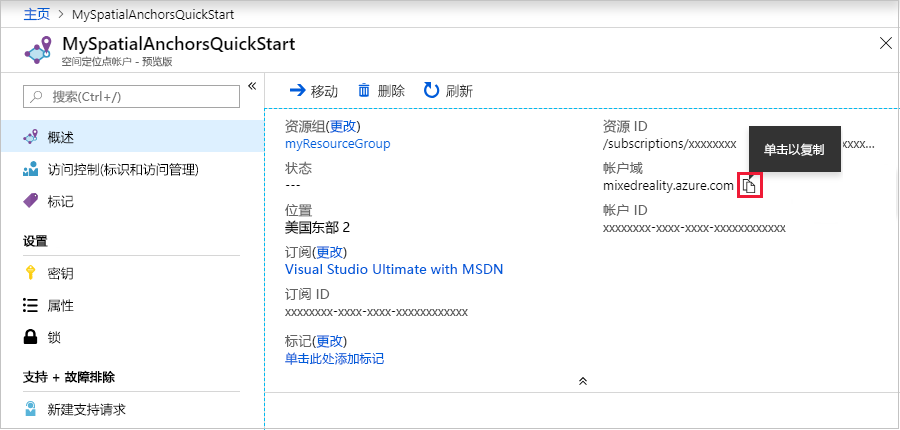 主页 > MySpatialAnchorsQuickStart
MySpatialAnchorsQuickStart
空间定位点帐户 - 预览版
搜索(Ctrl+/)
概述
访问控制(标识和访问管理)
标记
设置
密钥
属性
锁
支持 + 故障排除
新建支持请求
移动 删除 刷新
资源组(更改)
myResourceGroup
状态
---
位置
美国东部 2
订阅(更改)
Visual Studio Ultimate with MSDN
订阅 ID
xxxxxxxx-xxxx-xxxx-xxxxxxxxxxxx
标记(更改)
单击此处添加标记
资源 ID
/subscriptions/xxxxxxxx xxxx...
单击以复制
帐户域
mixedreality.azure.com
帐户 ID
xxxxxxxx-xxxx-xxxx-xxxxxxxxxxxx